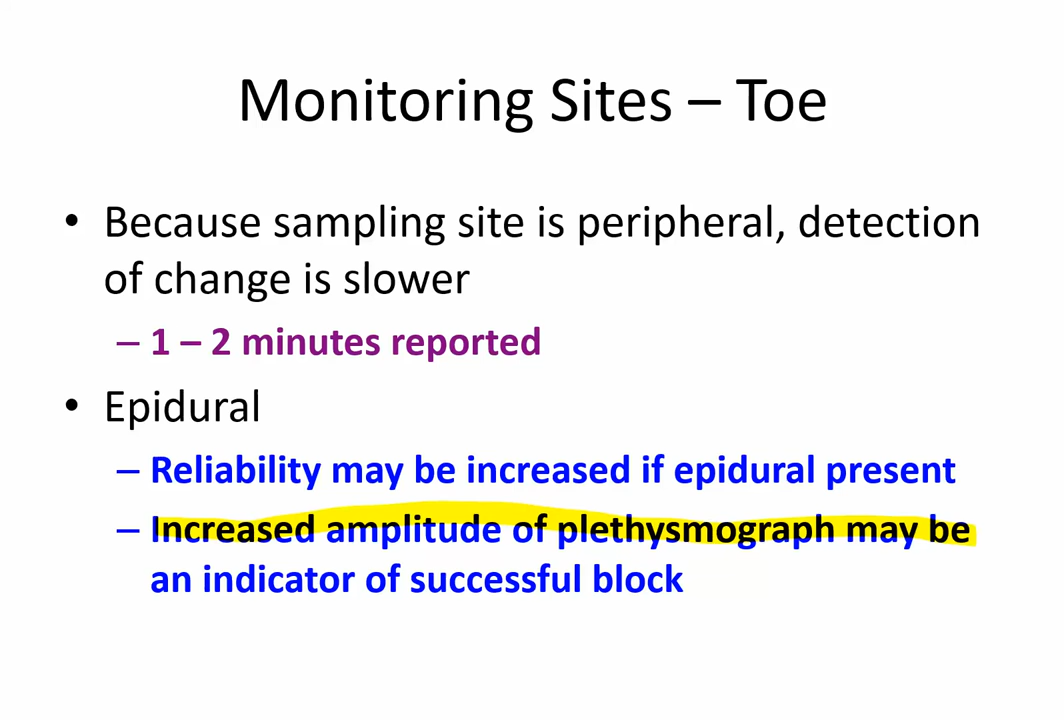 Monitoring Sites – Toe
• Because sampling site is peripheral, detection
of change is slower
– 1 – 2 minutes reported
• Epidural
– Reliability may be increased if epidural present
– Increased amplitude of plethysmograph may be
an indicator of successful block